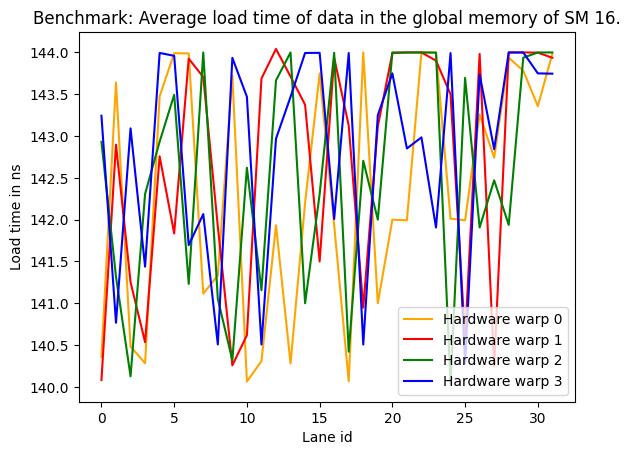 Benchmark: Average load time of data in the global memory of SM 16.
Load time in ns
144.0
143.5
143.0
142.5
142.0
141.5
141.0
140.5
140.0
Hardware warp 0
Hardware warp 1
Hardware warp 2
Hardware warp 3
0 5 10 15 20 25 30
Lane id